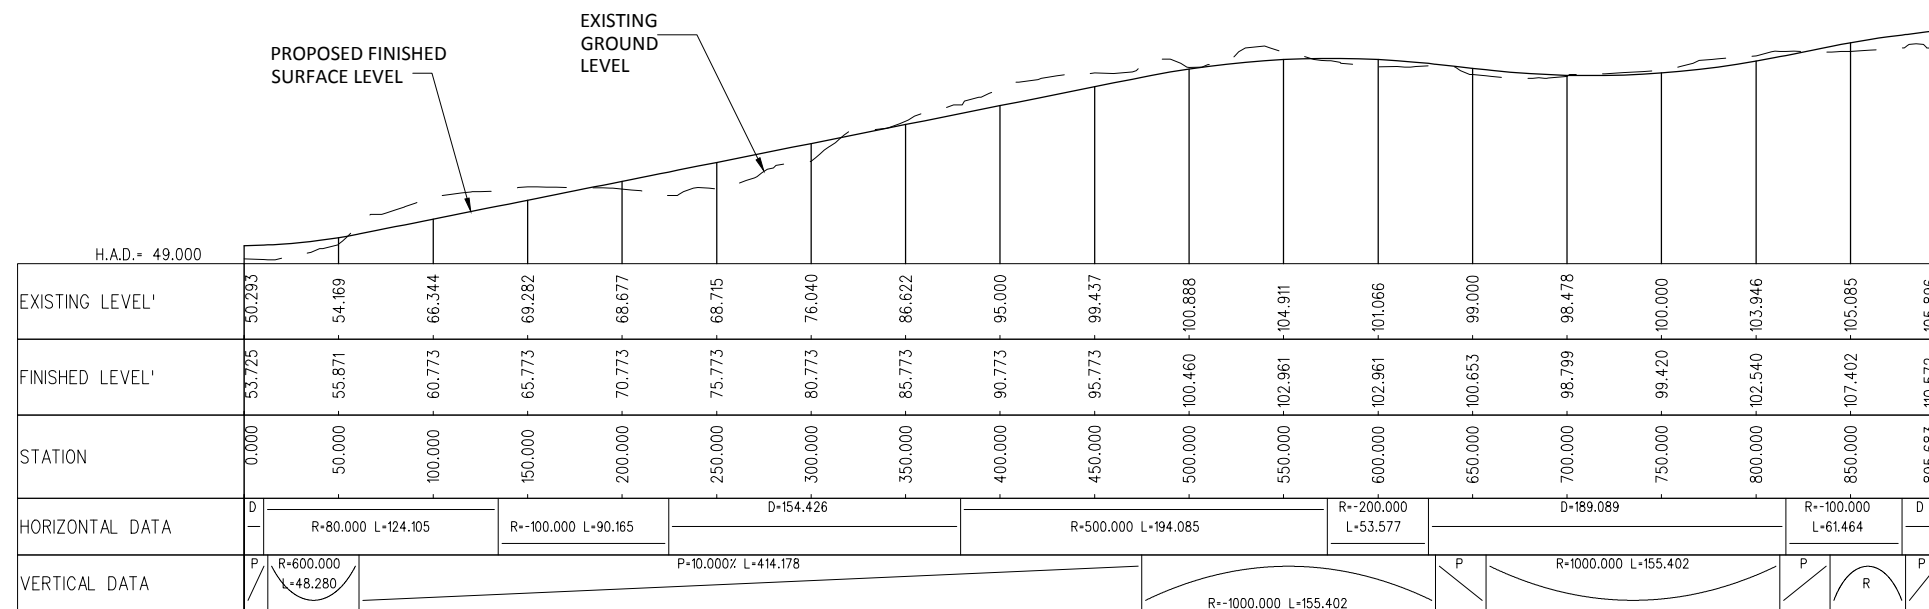 EXISTING
GROUND
LEVEL
PROPOSED FINISHED
SURFACE LEVEL
H.A.D.= 49.000
EXISTING LEVEL' 50.293 54.169 66.344 69.282 68.677 68.715 76.040 86.622 95.000 99.437 100.888 104.911 101.066 99.000 98.478 100.000 103.946 105.085
FINISHED LEVEL' 53.725 55.871 60.773 65.773 70.773 75.773 80.773 85.773 90.773 95.773 100.460 102.961 102.961 100.653 98.799 99.420 102.540 107.402
STATION 0.000 50.000 100.000 150.000 200.000 250.000 300.000 350.000 400.000 450.000 500.000 550.000 600.000 650.000 700.000 750.000 800.000 850.000
HORIZONTAL DATA D R=80.000 L=124.105 R=-100.000 L=90.165 D=154.426 R=500.000 L=194.085 R=-200.000 L=53.577 D=189.089 R=-100.000 L=61.464 D
VERTICAL DATA P R=600.000 L=48.280 P=10.000% L=414.178 R=-1000.000 L=155.402 P R=1000.000 L=155.402 P R P